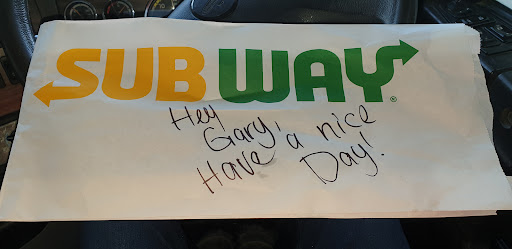 SUBWAY®
Hey
Gary,
Have a nice
Day!